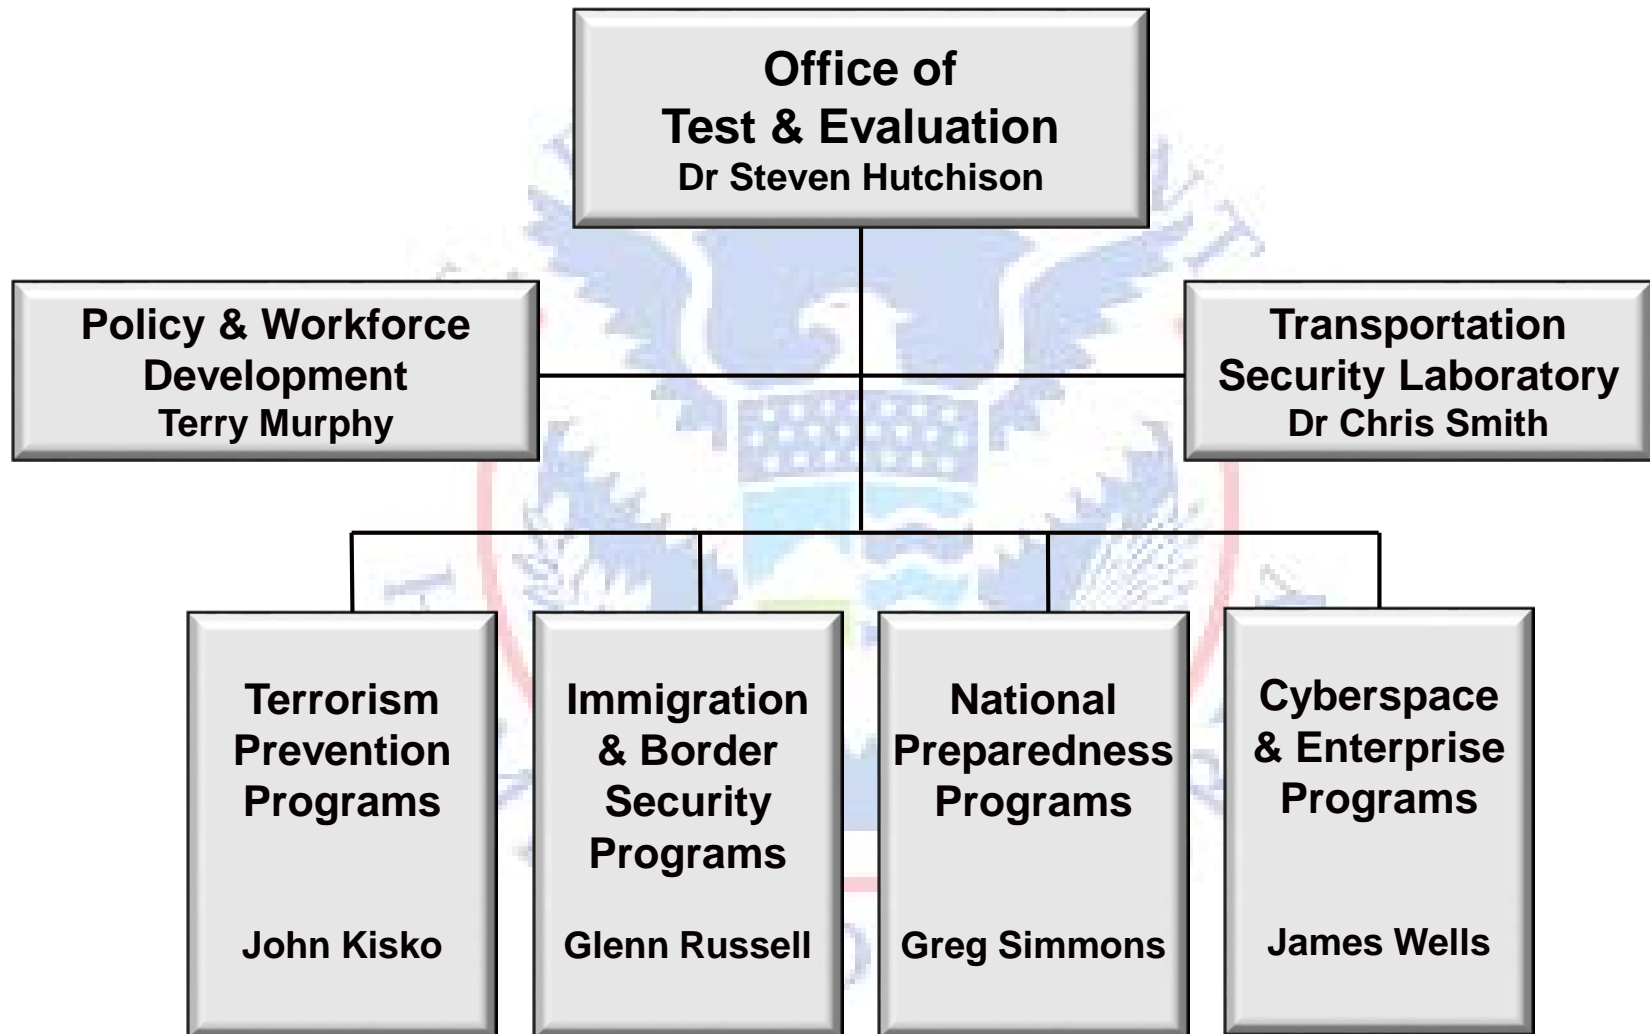 Office of
Test & Evaluation
Dr Steven Hutchison
Policy & Workforce
Development
Terry Murphy
Transportation
Security Laboratory
Dr Chris Smith
Terrorism
Prevention
Programs
John Kisko
Immigration
& Border
Security
Programs
Glenn Russell
National
Preparedness
Programs
Greg Simmons
Cyberspace
& Enterprise
Programs
James Wells